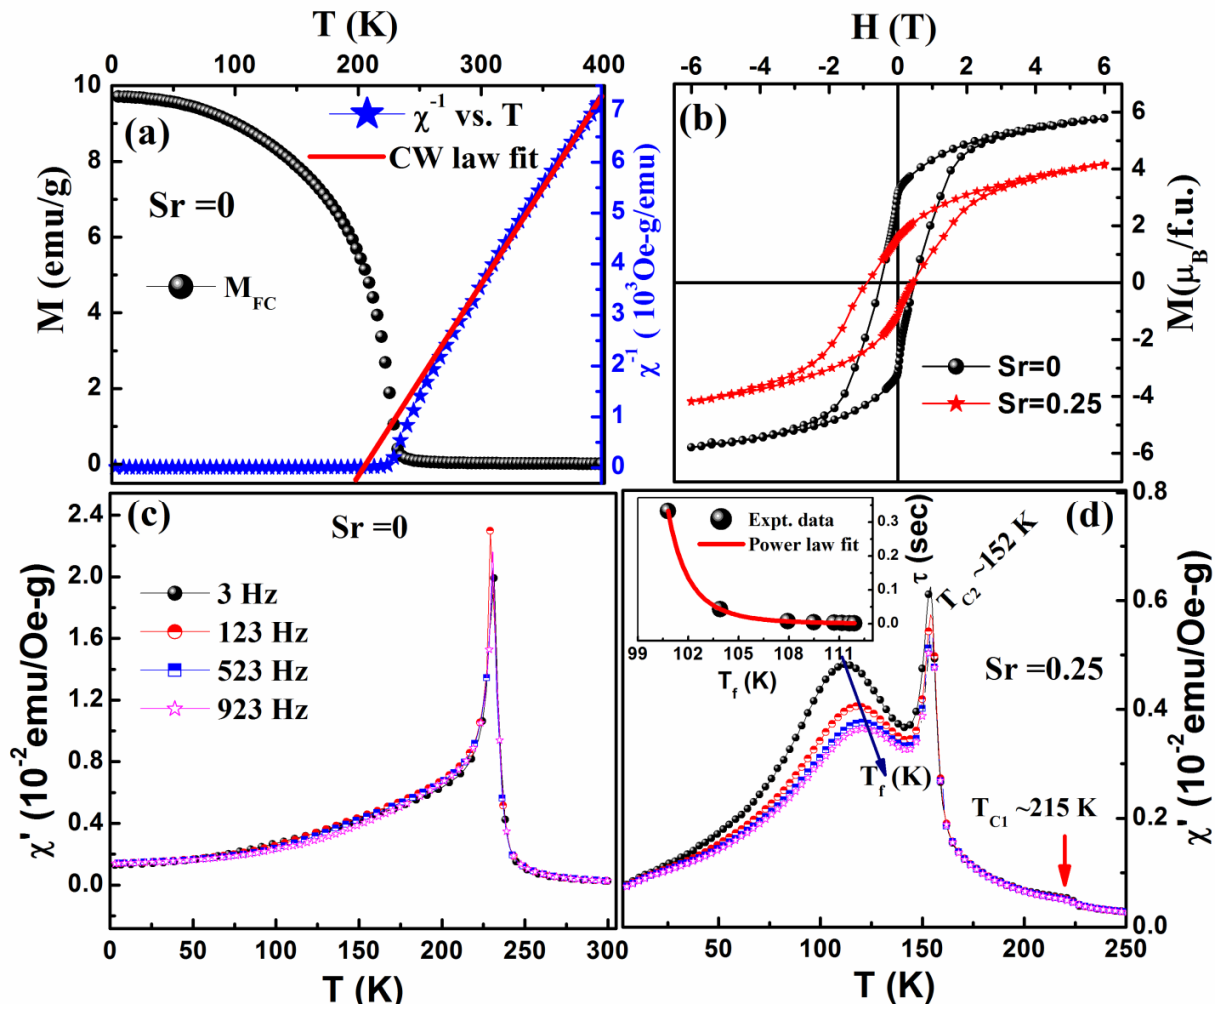 T (K)
0 100 200 300 400
10
8
6
4
2
0
M (emu/g)
(a)
χ⁻¹ vs. T
CW law fit
Sr =0
M_FC
7
6
5
4
3
2
1
0
χ⁻¹ ( 10³Oe-g/emu)
H (T)
-6 -4 -2 0 2 4 6
(b)
6
4
2
0
-2
-4
-6
M(μ_B/f.u.)
Sr=0
Sr=0.25
(c)
Sr =0
2.4
2.0
1.6
1.2
0.8
0.4
0.0
χ' (10⁻²emu/Oe-g)
3 Hz
123 Hz
523 Hz
923 Hz
0 50 100 150 200 250 300
T (K)
(d)
Expt. data
Power law fit
0.3
0.2
0.1
0.0
τ (sec)
99 102 105 108 111
T_f (K)
T_C2 ~152 K
Sr =0.25
T_f (K)
T_C1 ~215 K
0.8
0.6
0.4
0.2
0.0
χ' (10⁻²emu/Oe-g)
50 100 150 200 250
T (K)